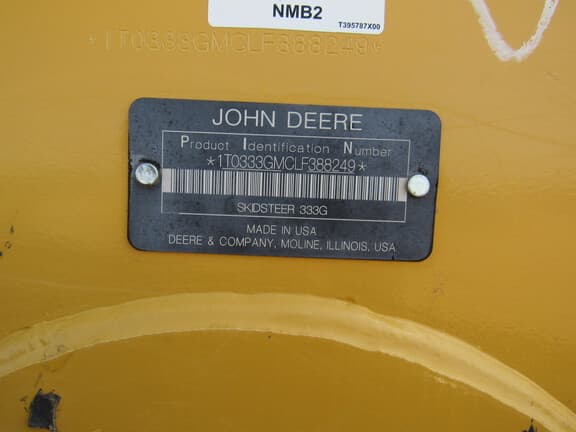 NMB2
T395787X00
*1T0333GMCLF388249*
JOHN DEERE
Product Identification Number
*1T0333GMCLF388249*
SKIDSTEER 333G
MADE IN USA
DEERE & COMPANY, MOLINE, ILLINOIS, USA